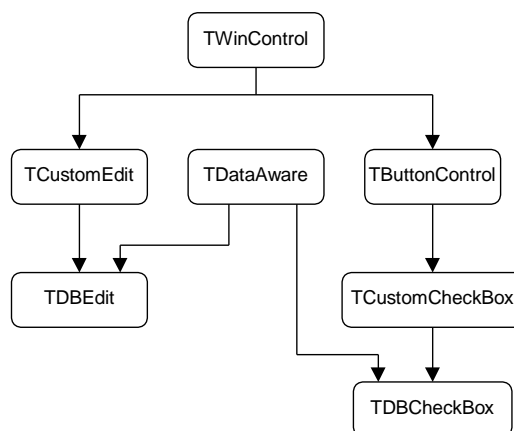 TWinControl
TCustomEdit
TDataAware
TButtonControl
TDBEdit
TCustomCheckBox
TDBCheckBox